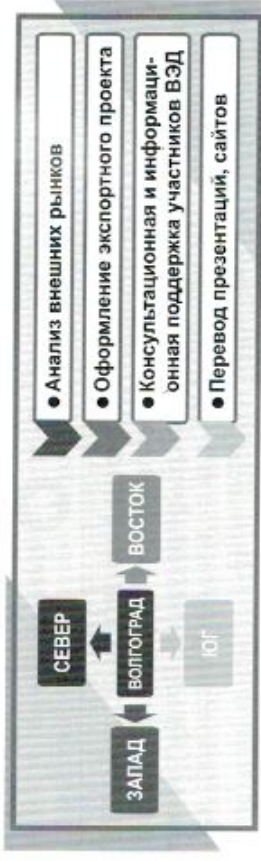 СЕВЕР
ЗАПАД
ВОЛГОГРАД
ВОСТОК
ЮГ
● Анализ внешних рынков
● Оформление экспортного проекта
● Консультационная и информаци-
онная поддержка участников ВЭД
● Перевод презентаций, сайтов